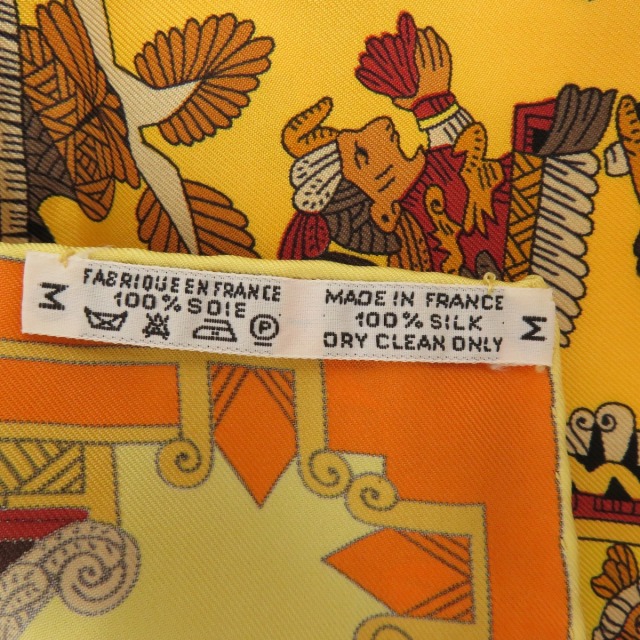 M
FABRIQUE EN FRANCE
100% SOIE
P
MADE IN FRANCE
100% SILK
DRY CLEAN ONLY
M